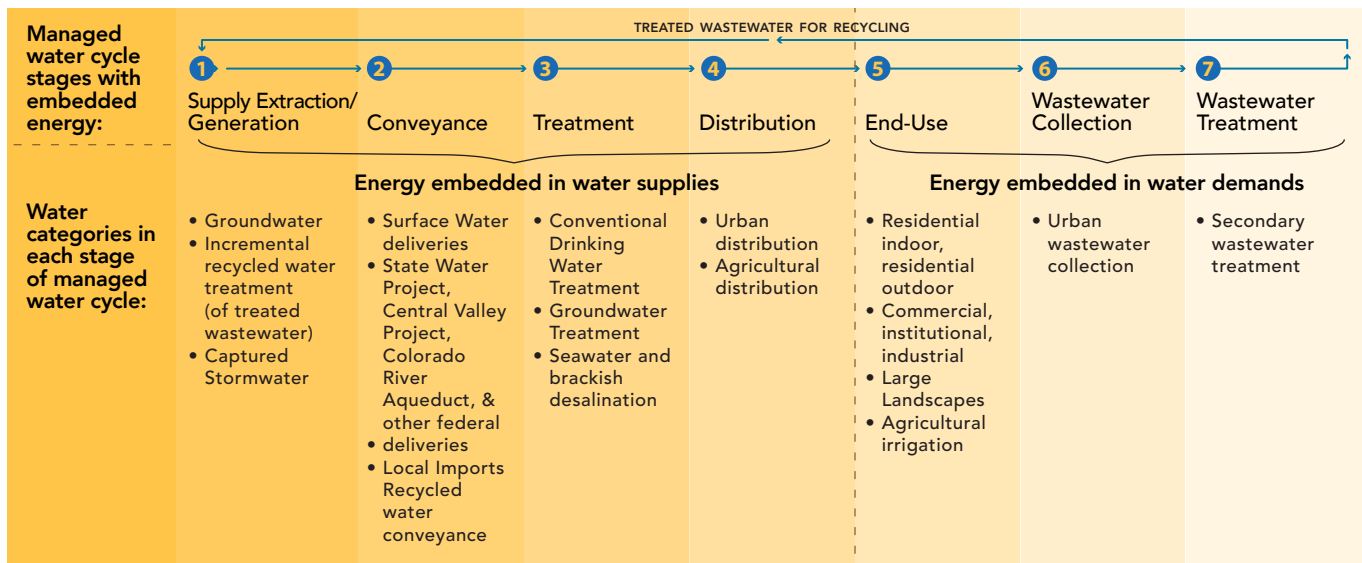 TREATED WASTEWATER FOR RECYCLING
Managed
water cycle
stages with
embedded
energy:
1
Supply Extraction/
Generation
2
Conveyance
3
Treatment
4
Distribution
5
End-Use
6
Wastewater
Collection
7
Wastewater
Treatment
Energy embedded in water supplies
Energy embedded in water demands
Water
categories in
each stage
of managed
water cycle:
• Groundwater
• Incremental
recycled water
treatment
(of treated
wastewater)
• Captured
Stormwater
• Surface Water
deliveries
• State Water
Project,
Central Valley
Project,
Colorado
River
Aqueduct, &
other federal
• deliveries
• Local Imports
Recycled
water
conveyance
• Conventional
Drinking
Water
Treatment
• Groundwater
Treatment
• Seawater and
brackish
desalination
• Urban
distribution
• Agricultural
distribution
• Residential
indoor,
residential
outdoor
• Commercial,
institutional,
industrial
• Large
Landscapes
• Agricultural
irrigation
• Urban
wastewater
collection
• Secondary
wastewater
treatment